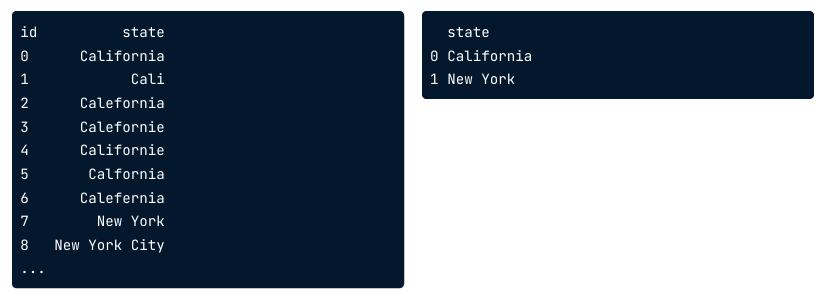 id state
0 California
1 Cali
2 Calefornia
3 Calefornie
4 Californie
5 Calfornia
6 Calefernia
7 New York
8 New York City
...
state
0 California
1 New York